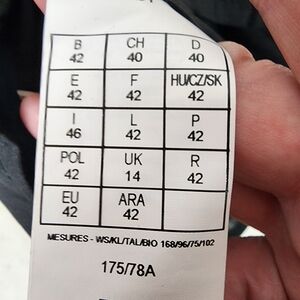 B CH D
42 40 40
E F HU/CZ/SK
42 42 42
I L P
46 42 42
POL UK R
42 14 42
EU ARA
42 42
MESURES - WS/KL/TAL/BIO 168/96/75/102
175/78A